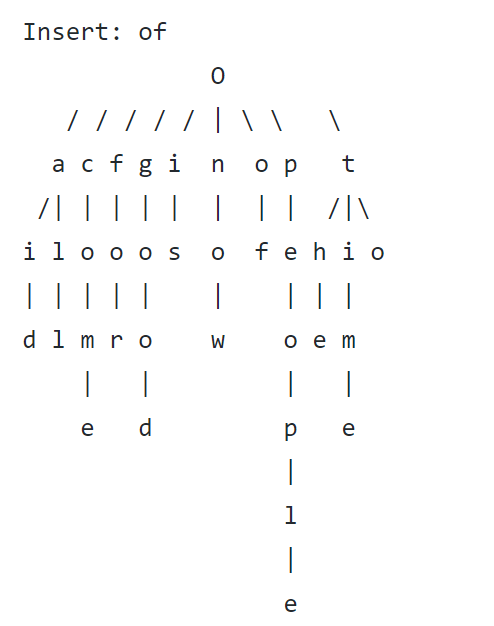 Insert: of
             O
   / / / / / | \ \   \
  a c f g i  n  o p   t
 /| | | | |  |  | |  /|\
i l o o o s  o  f e h i o
| | | | |    |    | | |
d l m r o    w    o e m
    |   |         |   |
    e   d         p   e
                  |
                  l
                  |
                  e